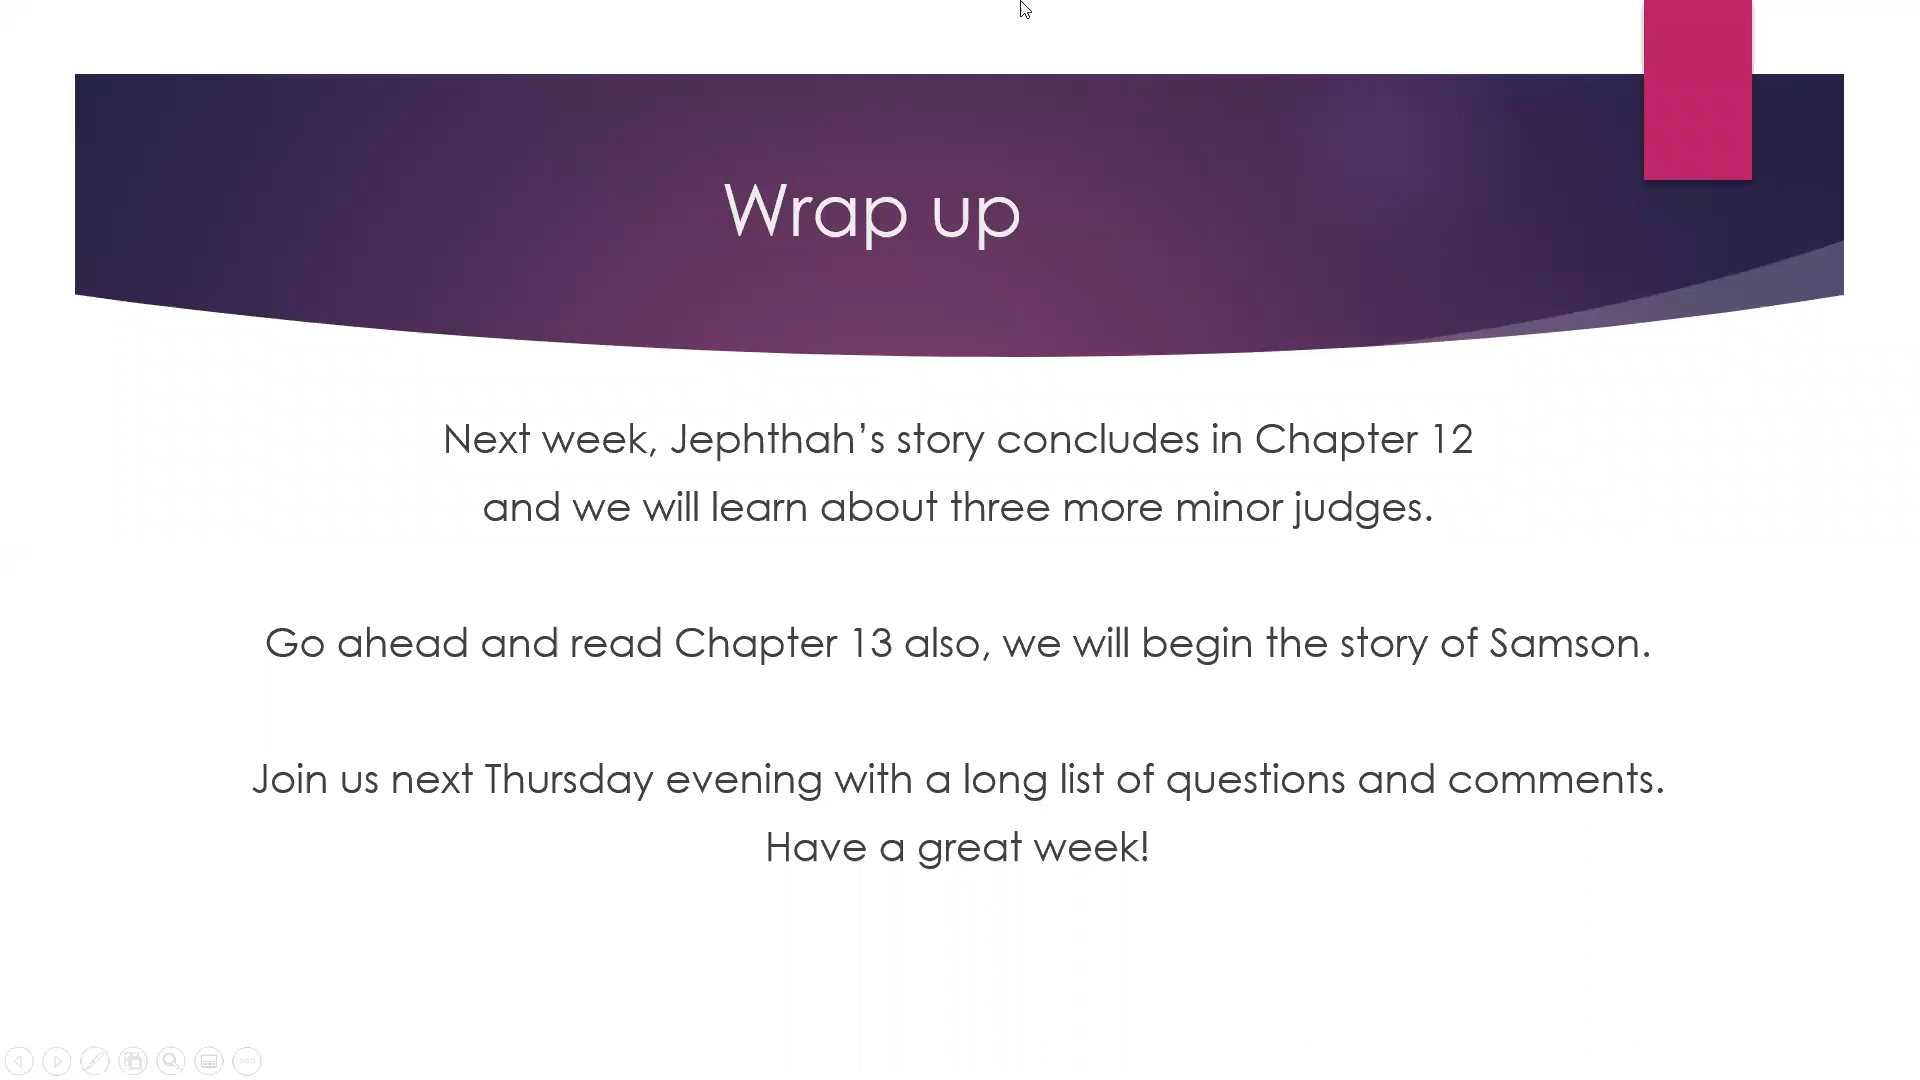 Wrap up
Next week, Jephthah’s story concludes in Chapter 12
and we will learn about three more minor judges.
Go ahead and read Chapter 13 also, we will begin the story of Samson.
Join us next Thursday evening with a long list of questions and comments.
Have a great week!